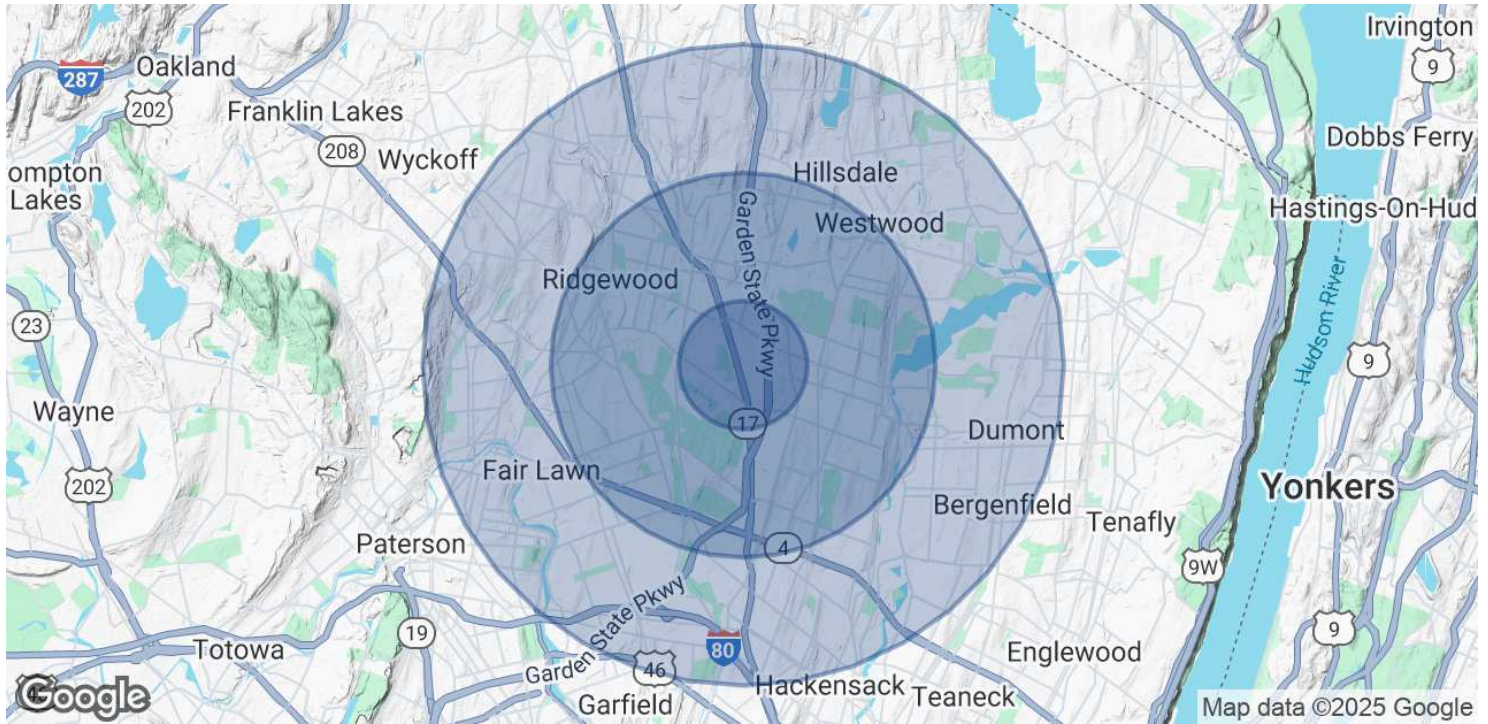 Irvington
9
287
Oakland
202
Franklin Lakes
208
Wyckoff
Dobbs Ferry
Hillsdale
ompton
Lakes
Garden State Pkwy
Westwood
Hastings-On-Hud
Ridgewood
Hudson River
23
9
Wayne
17
Dumont
Fair Lawn
202
Yonkers
Bergenfield
Tenafly
Paterson
4
9W
Garden State Pkwy
19
80
9
Totowa
46
Englewood
Garfield
Hackensack
Teaneck
Google
Map data ©2025 Google